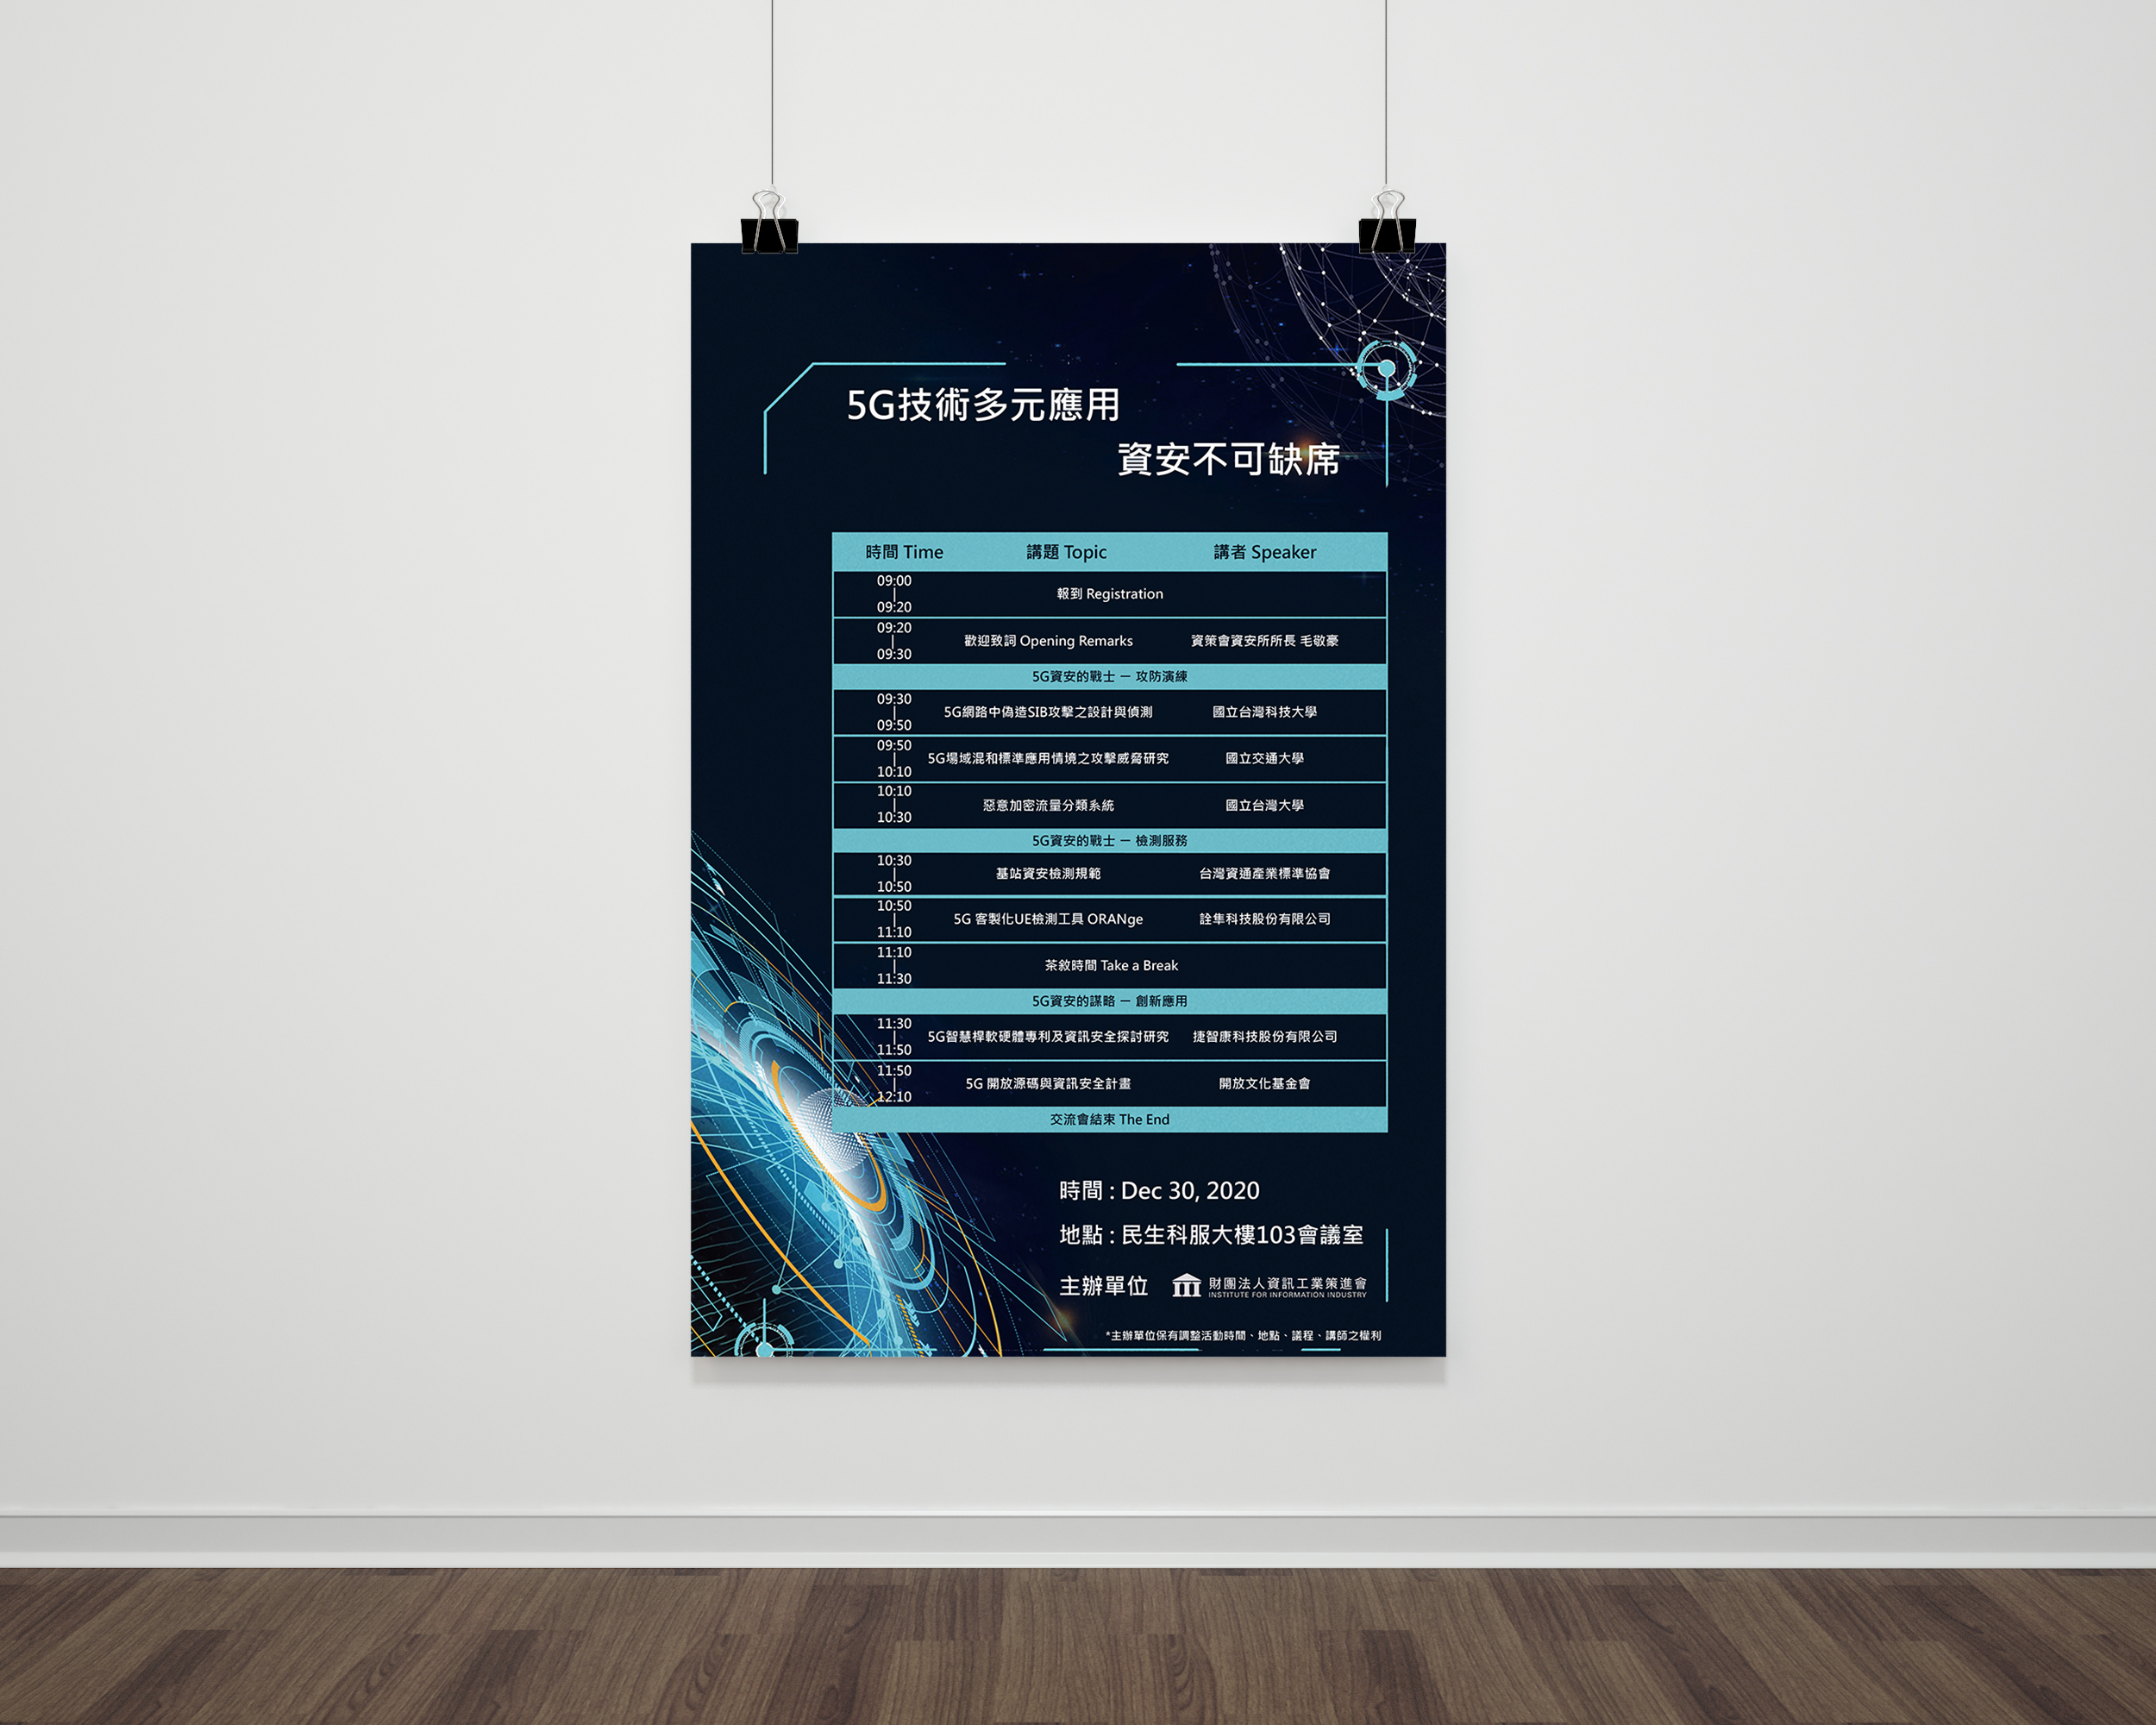 5G技術多元應用
資安不可缺席
時間 Time 講題 Topic 講者 Speaker
09:00
|
09:20
報到 Registration
09:20
|
09:30
歡迎致詞 Opening Remarks 資策會資安所所長 毛敬豪
5G資安的戰士 — 攻防演練
09:30
|
09:50
5G網路中偽造SIB攻擊之設計與偵測 國立台灣科技大學
09:50
|
10:10
5G場域混和標準應用情境之攻擊威脅研究 國立交通大學
10:10
|
10:30
惡意加密流量分類系統 國立台灣大學
5G資安的戰士 — 檢測服務
10:30
|
10:50
基站資安檢測規範 台灣資通產業標準協會
10:50
|
11:10
5G 客製化UE檢測工具 ORANge 詮隼科技股份有限公司
11:10
|
11:30
茶敘時間 Take a Break
5G資安的謀略 — 創新應用
11:30
|
11:50
5G智慧桿軟硬體專利及資訊安全探討研究 捷智康科技股份有限公司
11:50
|
12:10
5G 開放源碼與資訊安全計畫 開放文化基金會
交流會結束 The End
時間 : Dec 30, 2020
地點 : 民生科服大樓103會議室
主辦單位 財團法人資訊工業策進會
INSTITUTE FOR INFORMATION INDUSTRY
*主辦單位保有調整活動時間、地點、議程、講師之權利